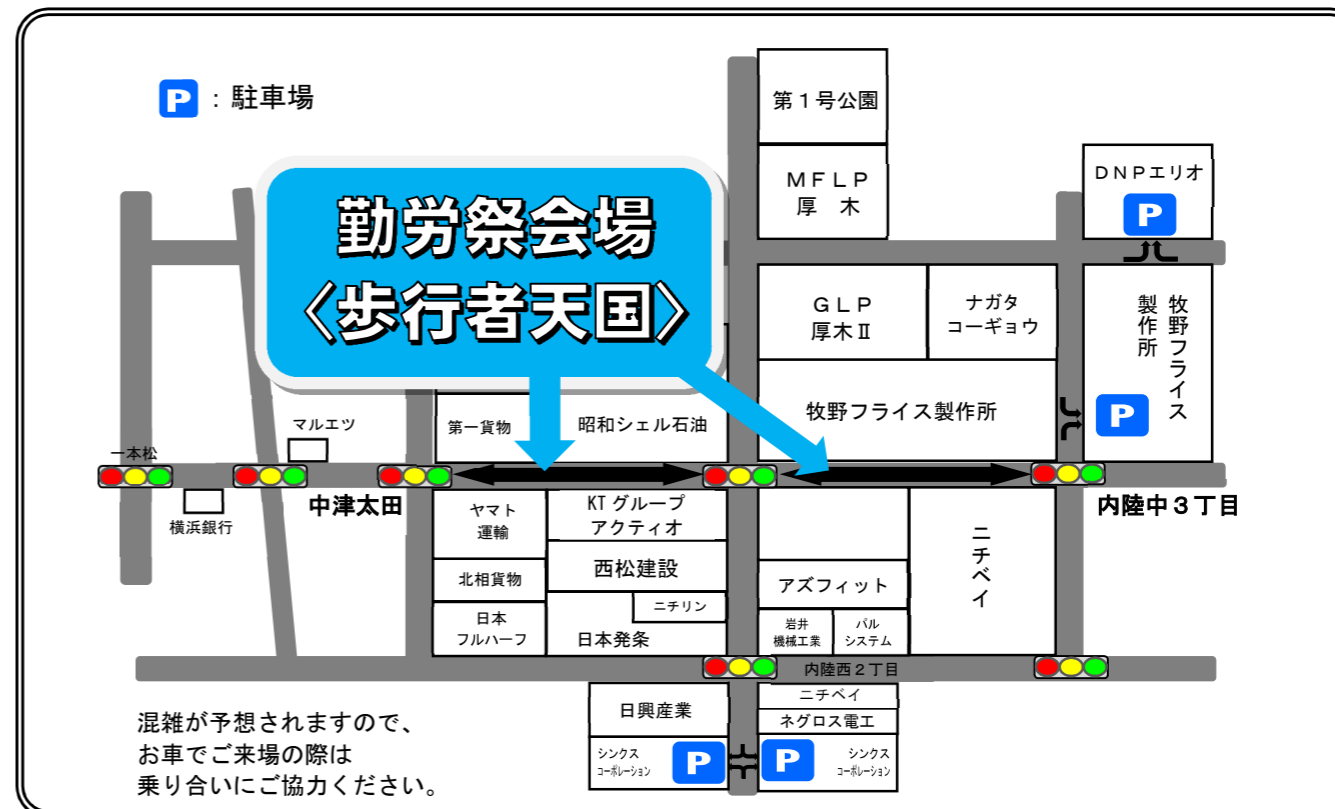 P：駐車場
第１号公園
ＭＦＬＰ
厚 木
ＤＮＰエリオ
P
勤労祭会場
〈歩行者天国〉
ＧＬＰ
厚木Ⅱ
ナガタ
コーギョウ
牧野フライス
製作所
P
牧野フライス製作所
第一貨物
昭和シェル石油
マルエツ
一本松
横浜銀行
中津太田
内陸中３丁目
ヤマト
運輸
KTグループ
アクティオ
西松建設
北相貨物
ニチリン
日本
フルハーフ
日本発条
アズフィット
岩井
機械工業
パル
システム
ニチベイ
内陸西２丁目
日興産業
ニチベイ
ネグロス電工
シンクス
コーポレーション
P
P
シンクス
コーポレーション
混雑が予想されますので、
お車でご来場の際は
乗り合いにご協力ください。